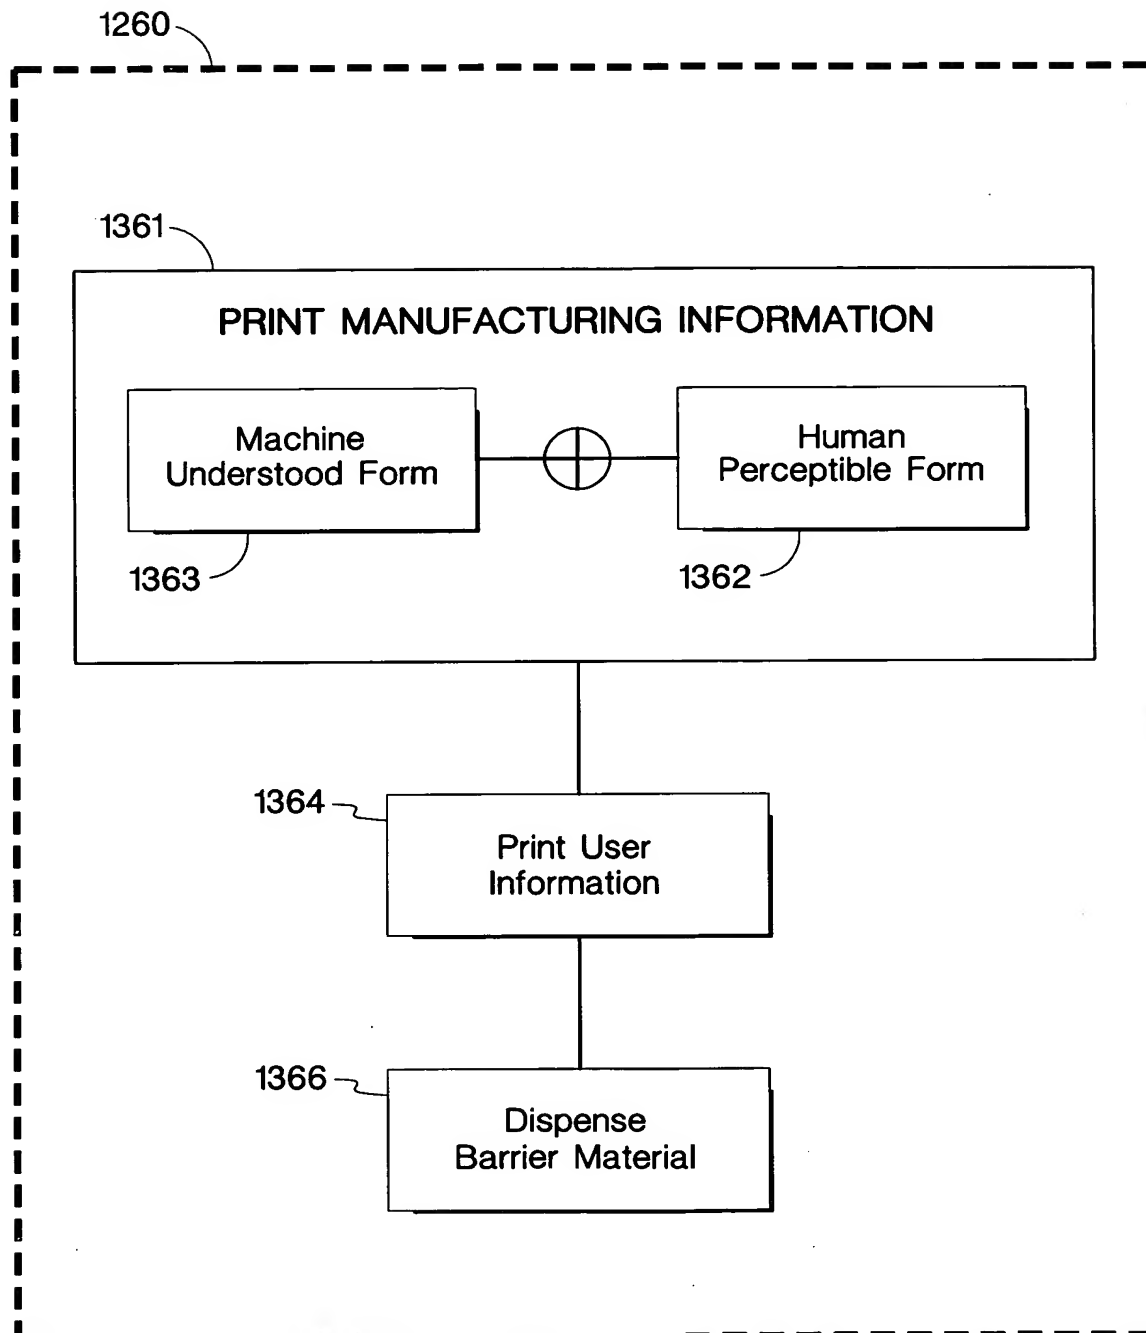 1260
1361
PRINT MANUFACTURING INFORMATION
Machine
Understood Form
Human
Perceptible Form
1363
1362
1364
Print User
Information
1366
Dispense
Barrier Material